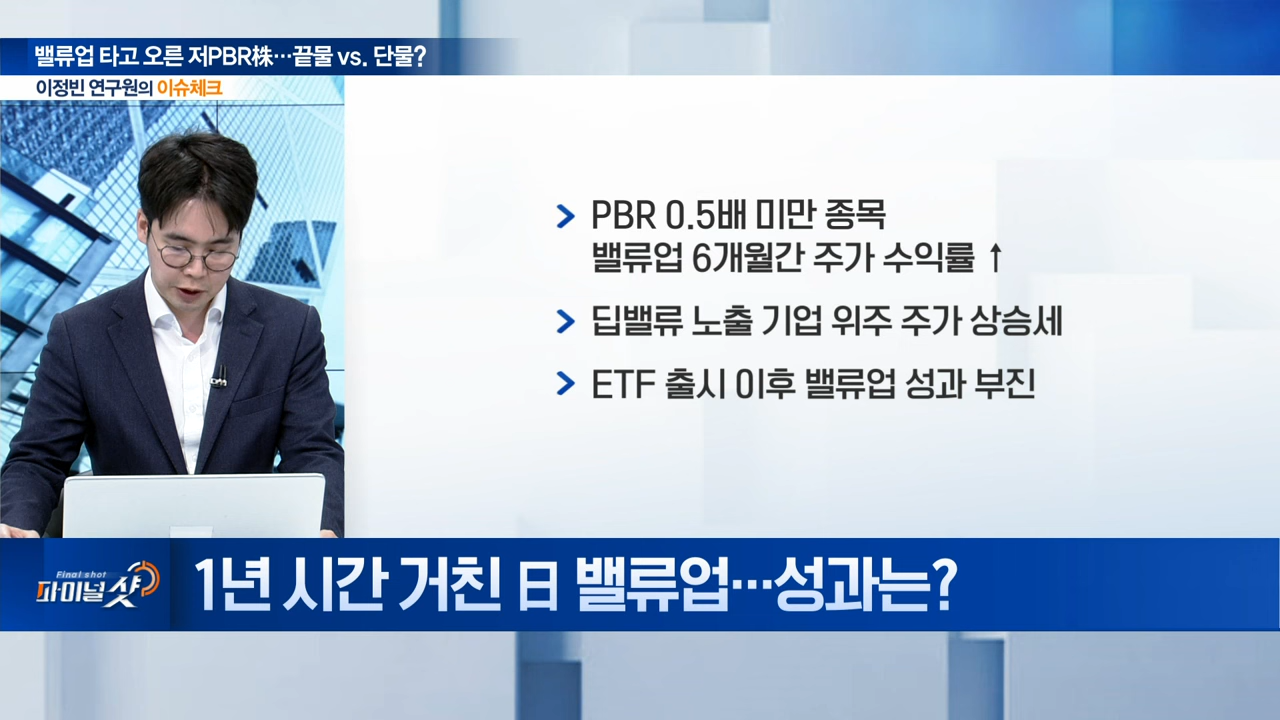 밸류업 타고 오른 저PBR株…끝물 vs. 단물?
이정빈 연구원의 이슈체크
PBR 0.5배 미만 종목
밸류업 6개월간 주가 수익률 ↑
딥밸류 노출 기업 위주 주가 상승세
ETF 출시 이후 밸류업 성과 부진
Final shot
파이널샷
1년 시간 거친 日 밸류업…성과는?